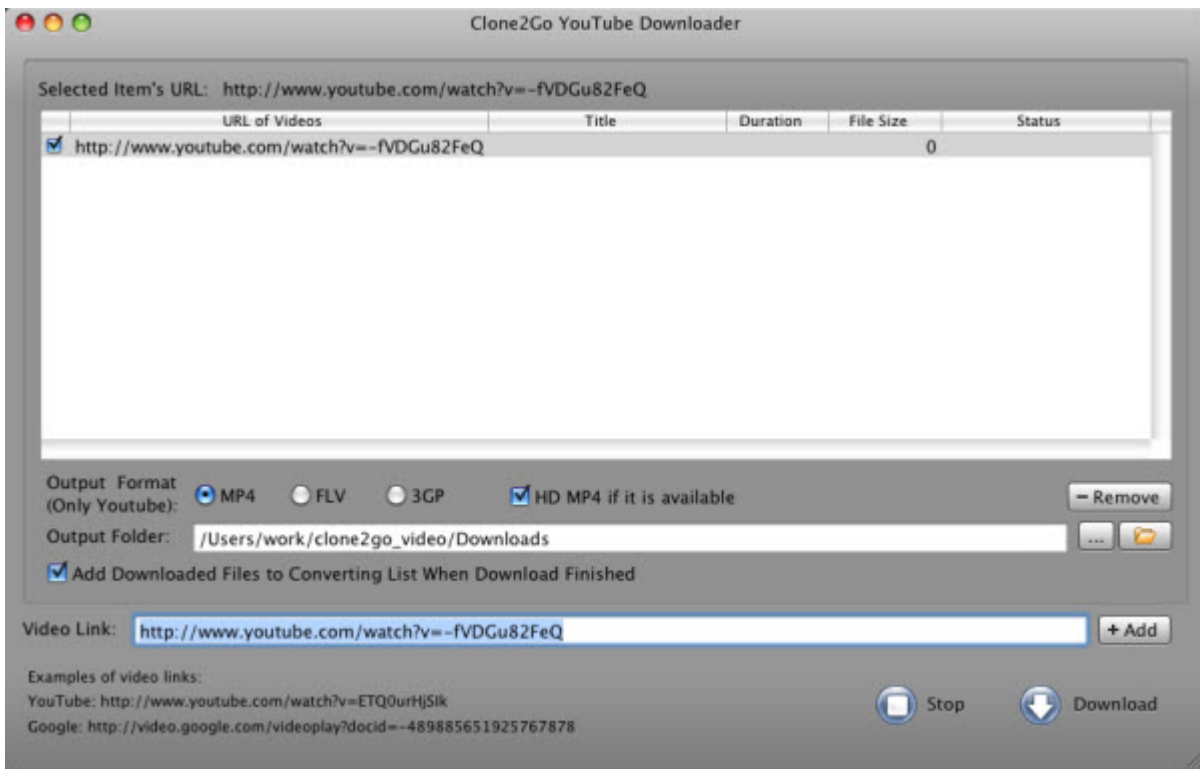 Clone2Go YouTube Downloader
Selected Item's URL: http://www.youtube.com/watch?v=-fVDGu82FeQ
URL of Videos Title Duration File Size Status
http://www.youtube.com/watch?v=-fVDGu82FeQ 0
Output Format
(Only Youtube): MP4 FLV 3GP HD MP4 if it is available - Remove
Output Folder: /Users/work/clone2go_video/Downloads ...
Add Downloaded Files to Converting List When Download Finished
Video Link: http://www.youtube.com/watch?v=-fVDGu82FeQ + Add
Examples of video links:
YouTube: http://www.youtube.com/watch?v=ETQ0urHjSIk
Google: http://video.google.com/videoplay?docid=-489885651925767878
Stop Download